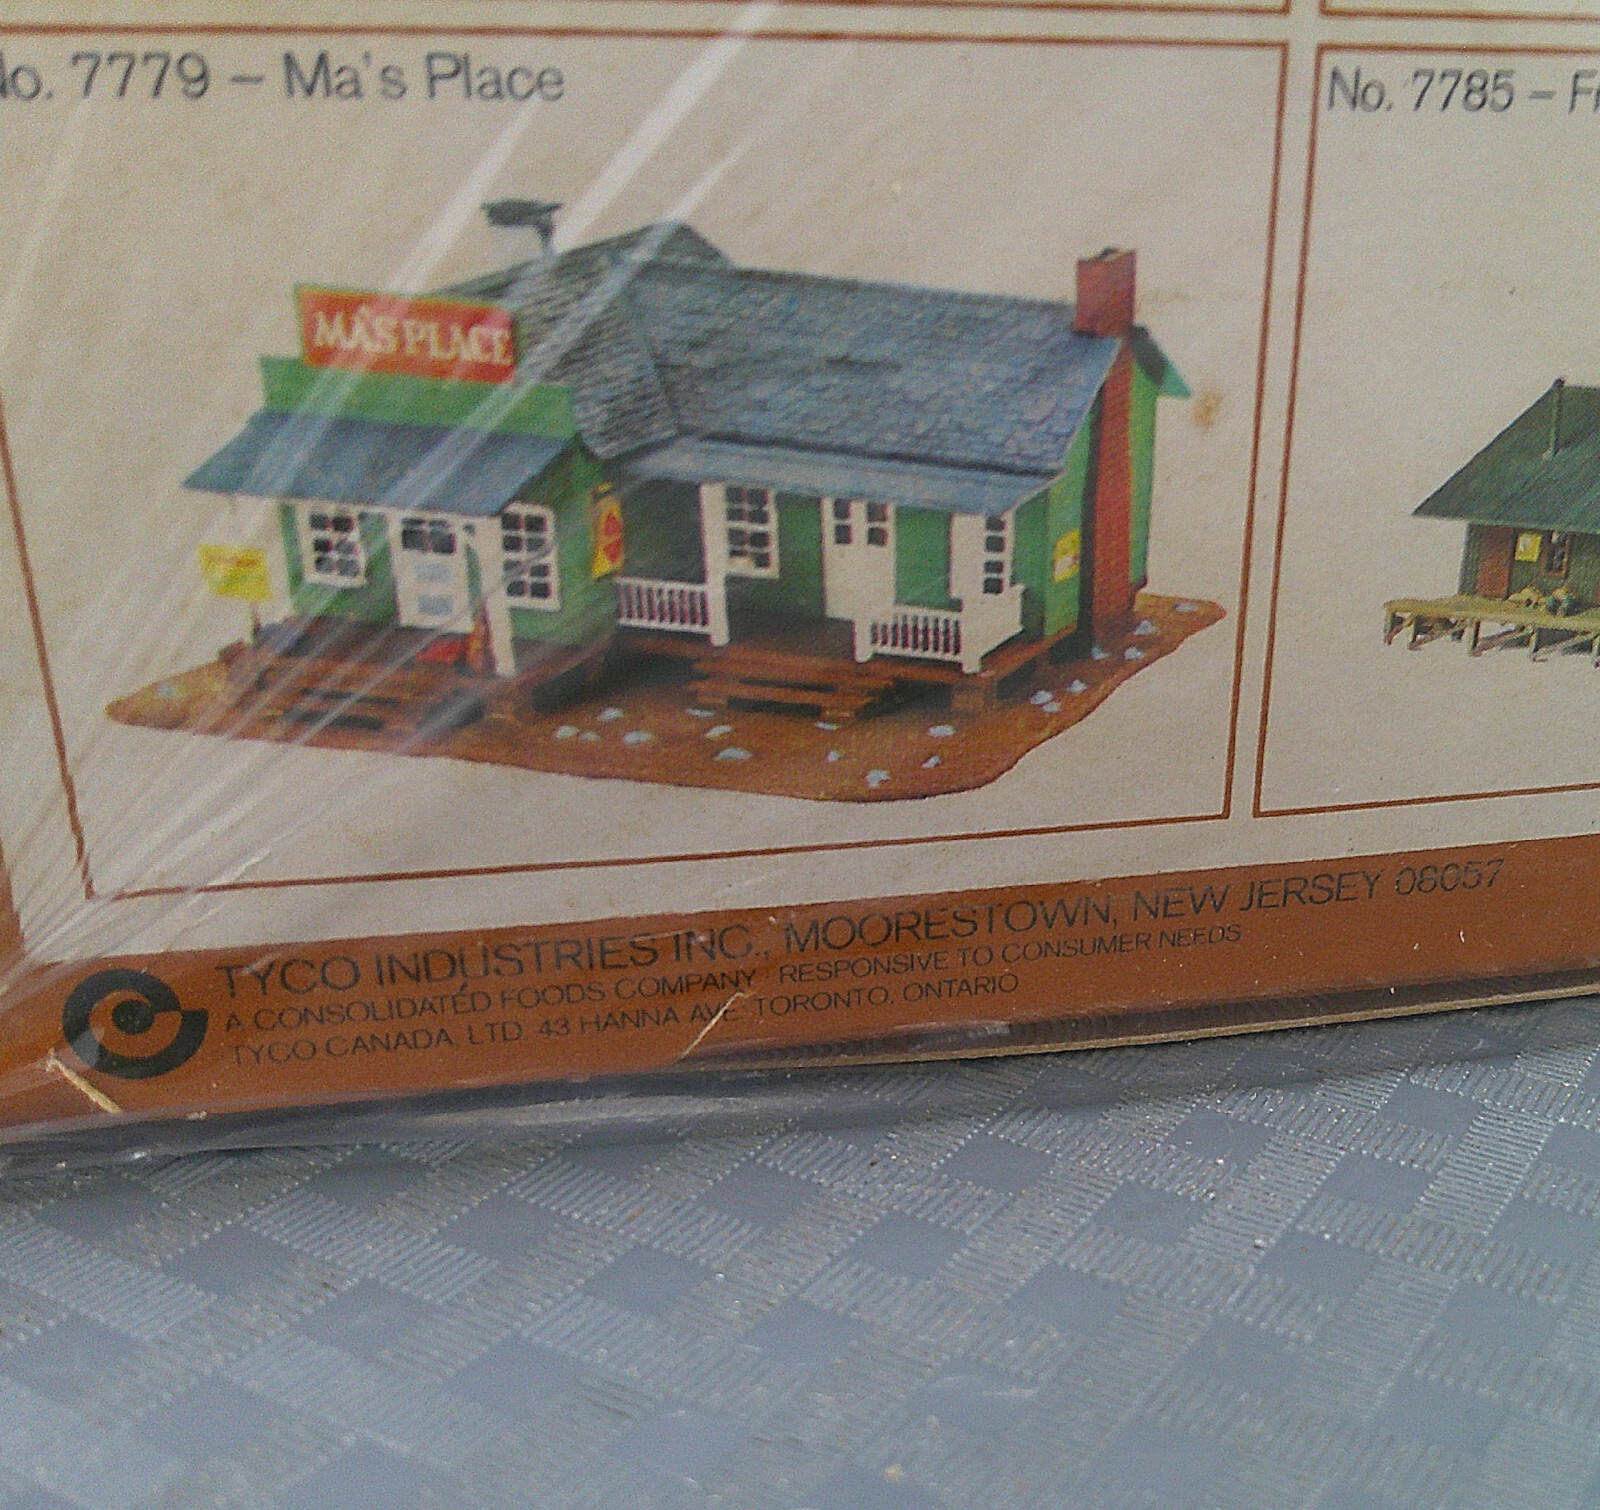 No. 7779 – Ma's Place
No. 7785 – Fr
MA'S PLACE
TYCO INDUSTRIES INC., MOORESTOWN, NEW JERSEY 08057
A CONSOLIDATED FOODS COMPANY RESPONSIVE TO CONSUMER NEEDS
TYCO CANADA LTD. 43 HANNA AVE. TORONTO, ONTARIO